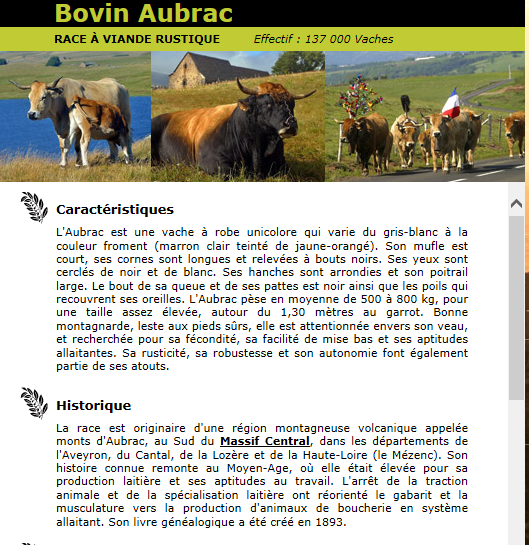 Bovin Aubrac
RACE À VIANDE RUSTIQUE Effectif : 137 000 Vaches
Caractéristiques
L'Aubrac est une vache à robe unicolore qui varie du gris-blanc à la
couleur froment (marron clair teinté de jaune-orangé). Son mufle est
court, ses cornes sont longues et relevées à bouts noirs. Ses yeux sont
cerclés de noir et de blanc. Ses hanches sont arrondies et son poitrail
large. Le bout de sa queue et de ses pattes est noir ainsi que les poils qui
recouvrent ses oreilles. L'Aubrac pèse en moyenne de 500 à 800 kg, pour
une taille assez élevée, autour du 1,30 mètres au garrot. Bonne
montagnarde, leste aux pieds sûrs, elle est attentionnée envers son veau,
et recherchée pour sa fécondité, sa facilité de mise bas et ses aptitudes
allaitantes. Sa rusticité, sa robustesse et son autonomie font également
partie de ses atouts.
Historique
La race est originaire d'une région montagneuse volcanique appelée
monts d'Aubrac, au Sud du Massif Central, dans les départements de
l'Aveyron, du Cantal, de la Lozère et de la Haute-Loire (le Mézenc). Son
histoire connue remonte au Moyen-Age, où elle était élevée pour sa
production laitière et ses aptitudes au travail. L'arrêt de la traction
animale et de la spécialisation laitière ont réorienté le gabarit et la
musculature vers la production d'animaux de boucherie en système
allaitant. Son livre généalogique a été créé en 1893.